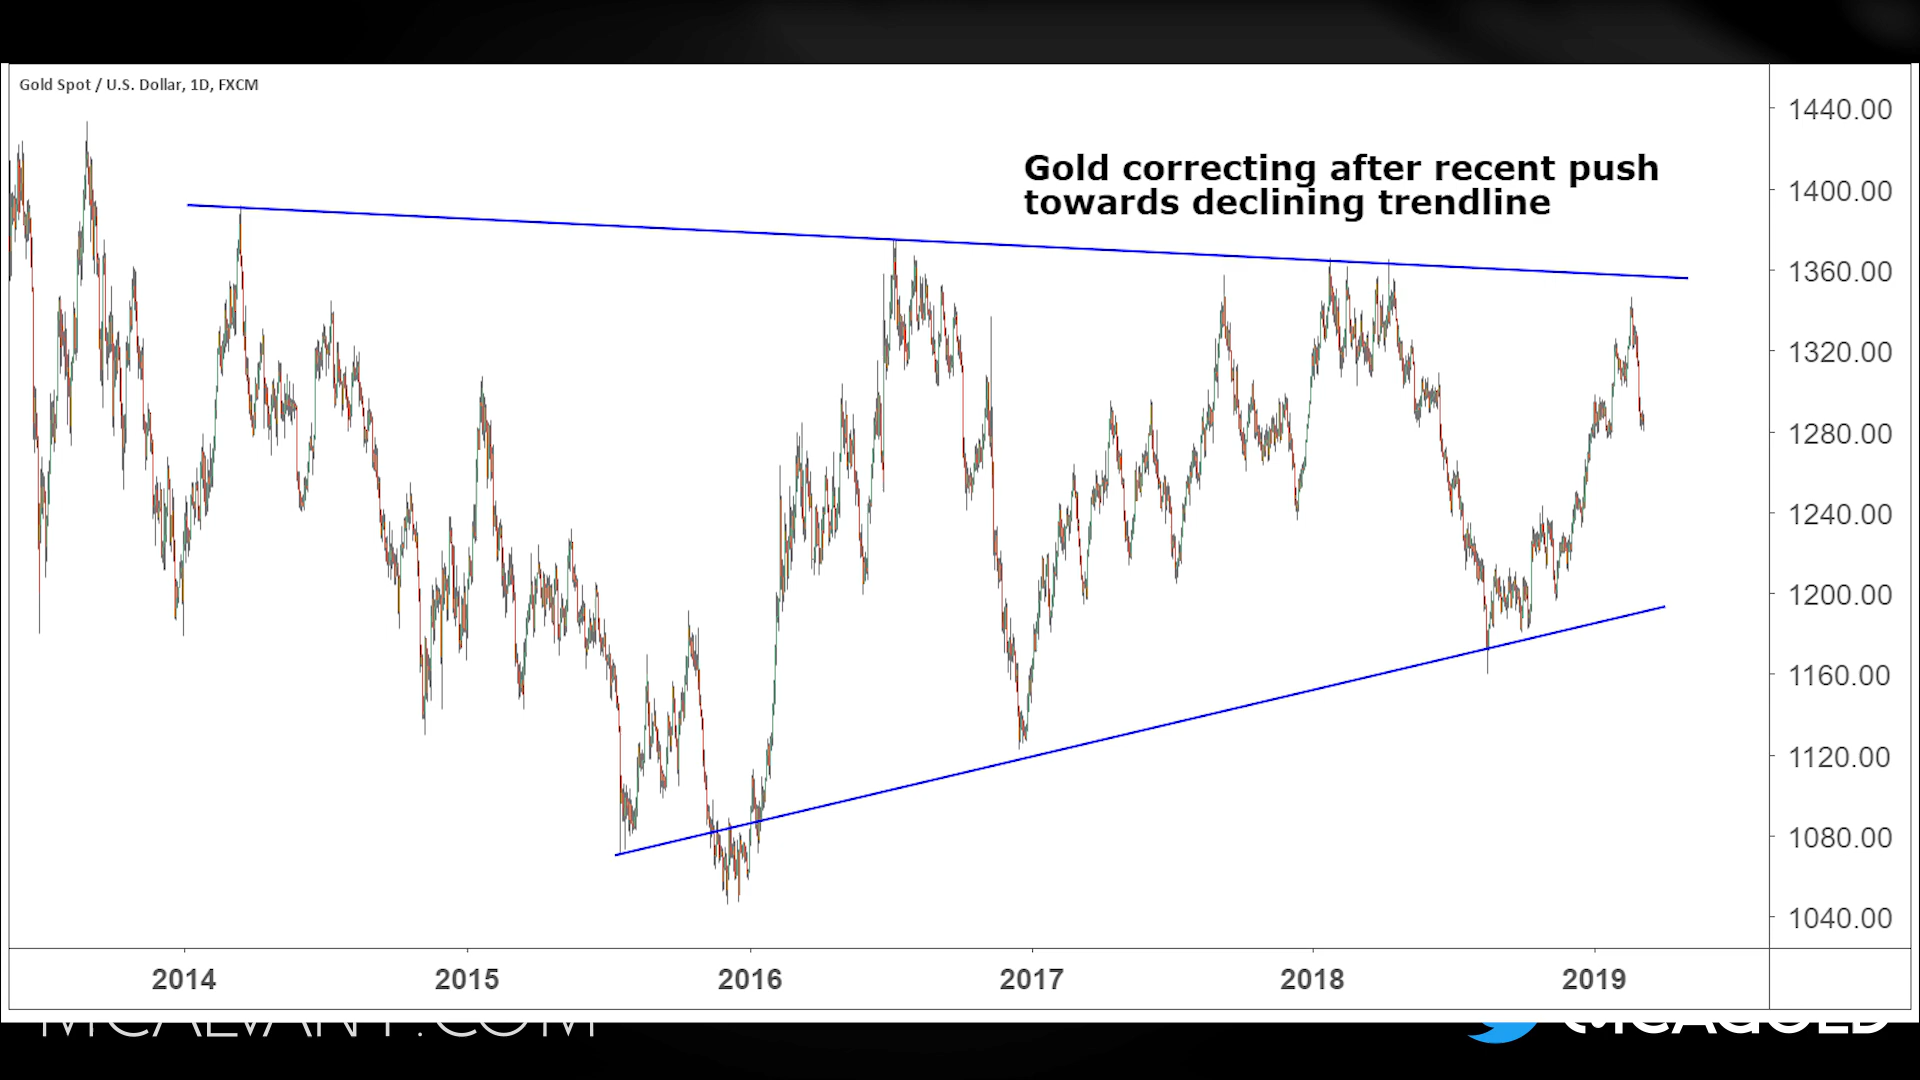 Gold Spot / U.S. Dollar, 1D, FXCM
Gold correcting after recent push
towards declining trendline
1440.00
1400.00
1360.00
1320.00
1280.00
1240.00
1200.00
1160.00
1120.00
1080.00
1040.00
2014 2015 2016 2017 2018 2019
MCALVANY.COM